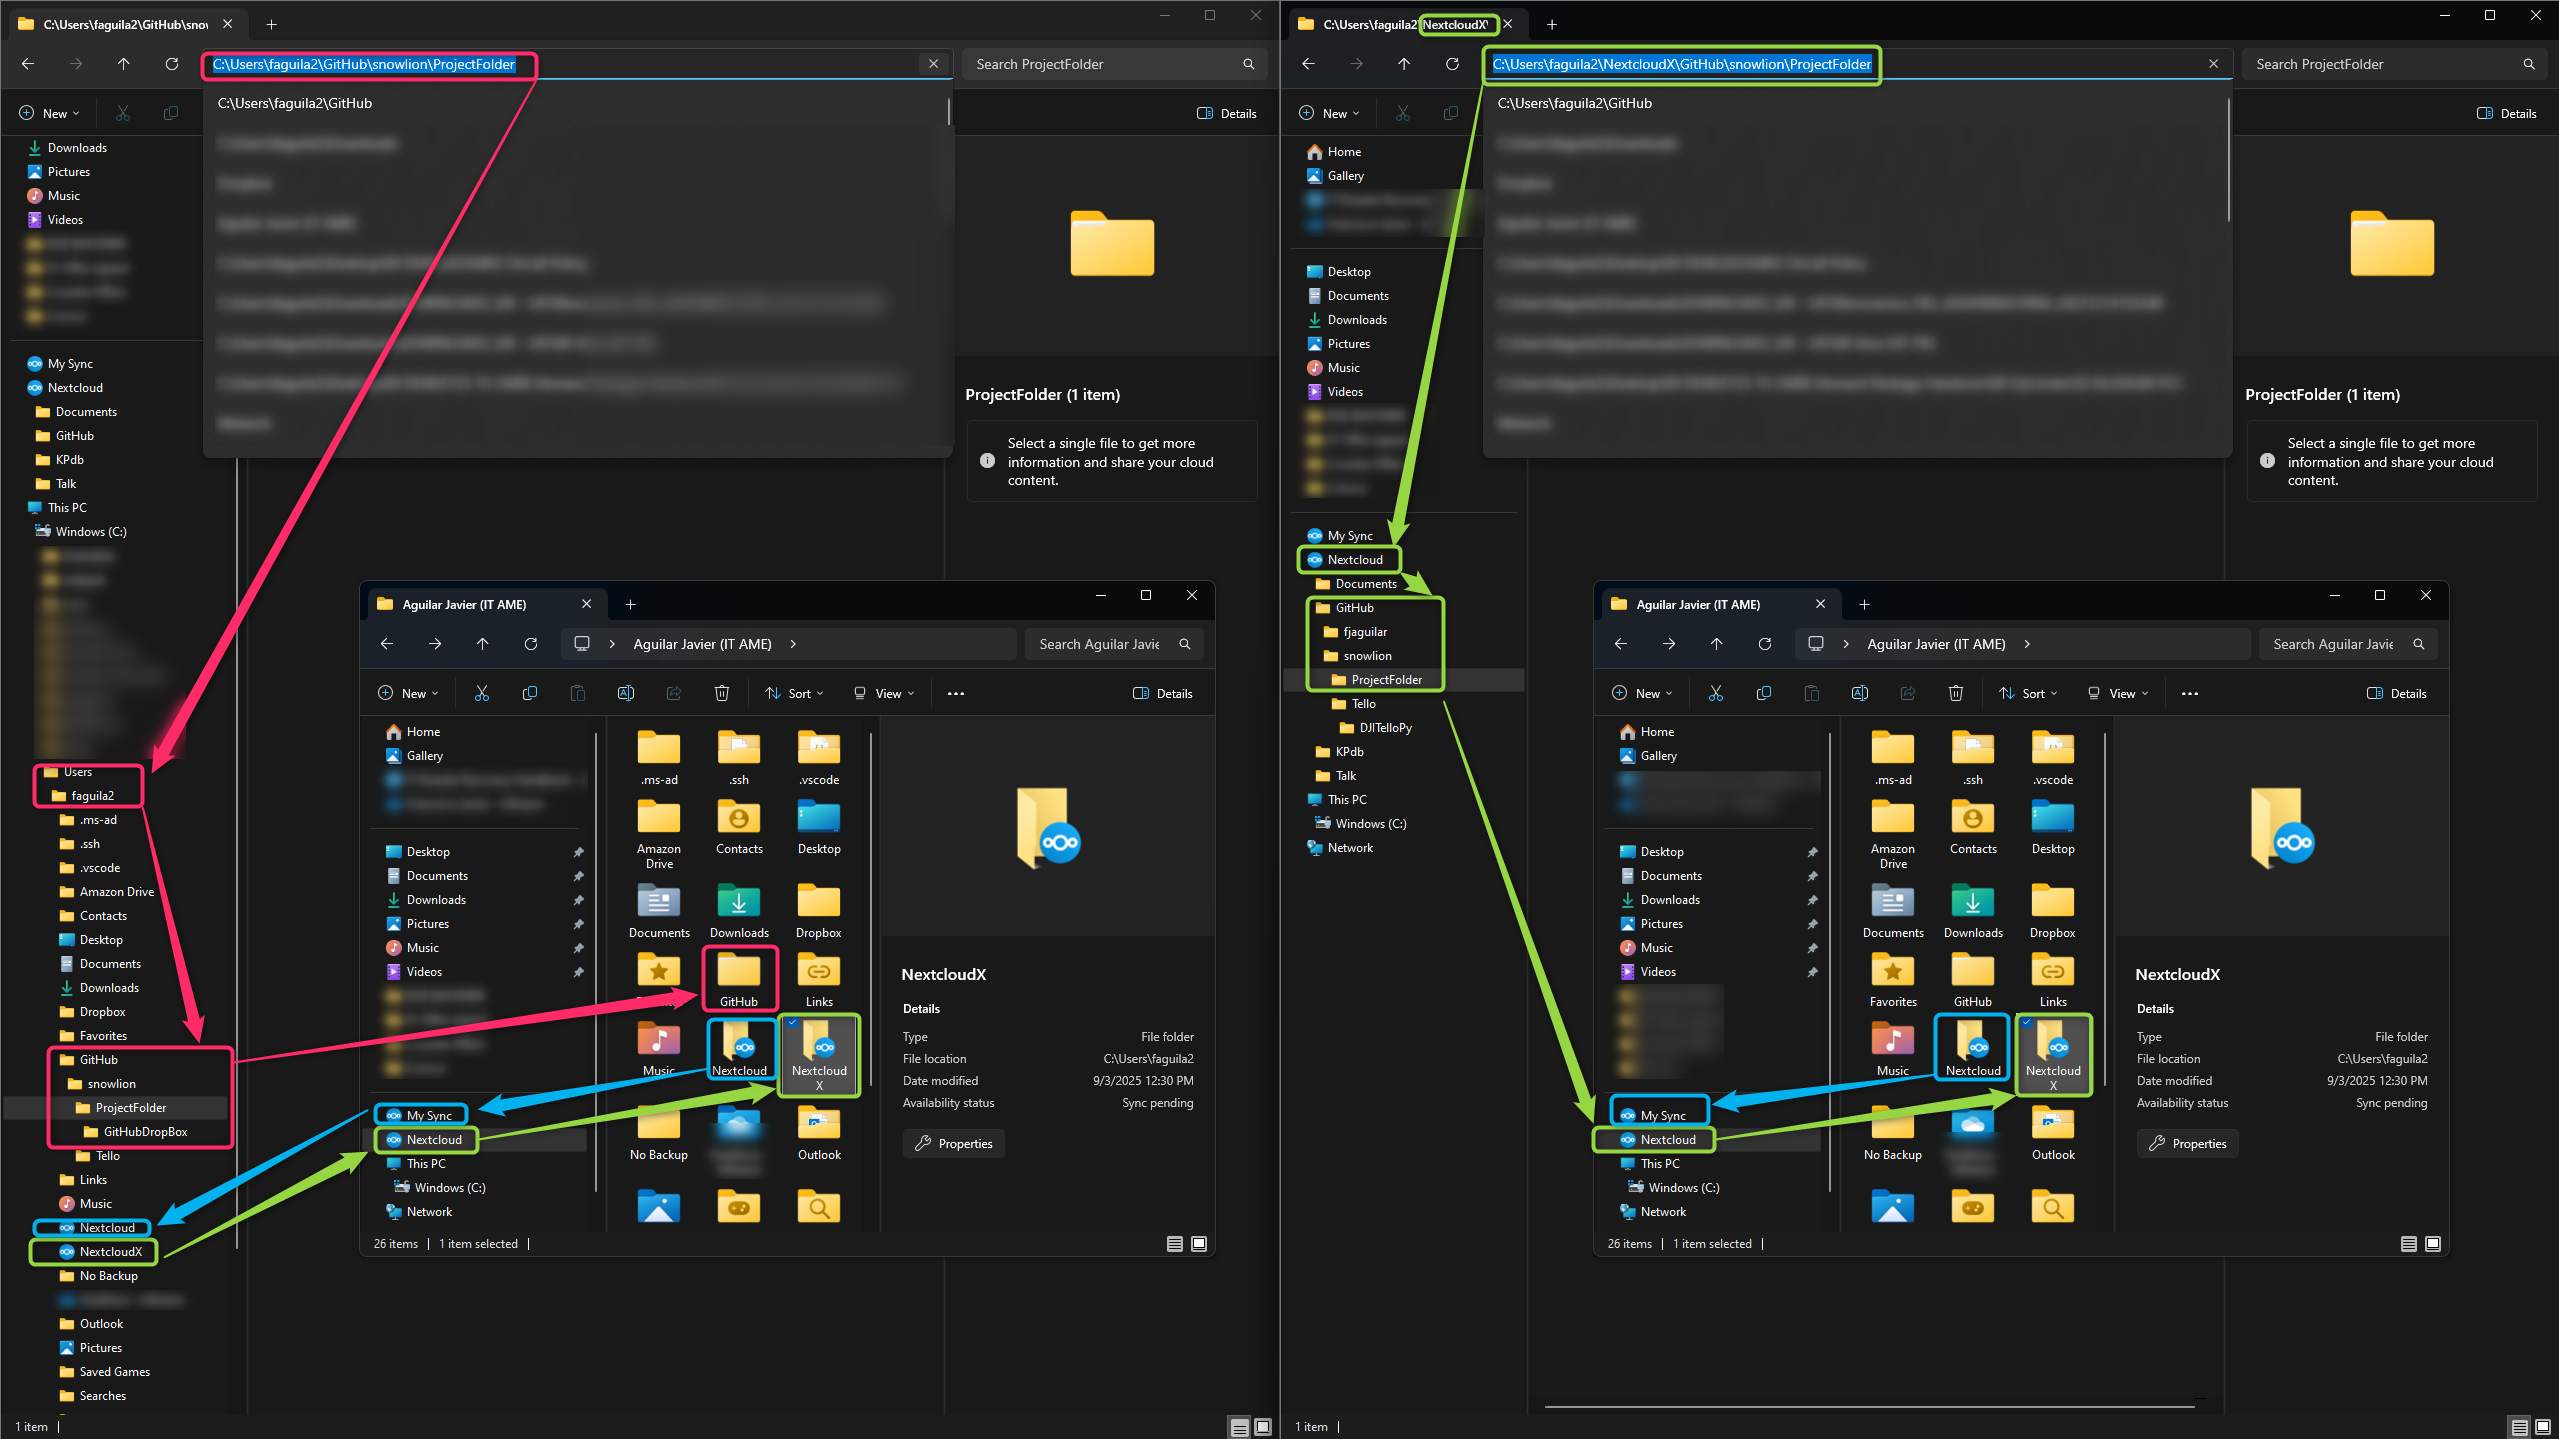 C:\Users\faguila2\GitHub\snow
C:\Users\faguila2\GitHub\snowlion\ProjectFolder
Search ProjectFolder
New
Details
C:\Users\faguila2\GitHub
Downloads
Pictures
Music
Videos
My Sync
Nextcloud
Documents
GitHub
KPdb
Talk
This PC
Windows (C:)
Users
faguila2
.ms-ad
.ssh
.vscode
Amazon Drive
Contacts
Desktop
Documents
Downloads
Dropbox
Favorites
GitHub
snowlion
ProjectFolder
GitHubDropBox
Tello
Links
Music
Nextcloud
NextcloudX
No Backup
Outlook
Pictures
Saved Games
Searches
1 item
ProjectFolder (1 item)
Select a single file to get more
information and share your cloud
content.
Aguilar Javier (IT AME)
Aguilar Javier (IT AME)
Search Aguilar Javie
New
Sort
View
Details
Home
Gallery
Desktop
Documents
Downloads
Pictures
Music
Videos
My Sync
Nextcloud
This PC
Windows (C:)
Network
.ms-ad
.ssh
.vscode
Amazon
Drive
Contacts
Desktop
Documents
Downloads
Dropbox
GitHub
Links
Music
Nextcloud
Nextcloud
X
No Backup
Outlook
NextcloudX
Details
Type
File folder
File location
C:\Users\faguila2
Date modified
9/3/2025 12:30 PM
Availability status
Sync pending
Properties
26 items
1 item selected
C:\Users\faguila2\NextcloudX\
C:\Users\faguila2\NextcloudX\GitHub\snowlion\ProjectFolder
Search ProjectFolder
New
Details
C:\Users\faguila2\GitHub
Home
Gallery
Desktop
Documents
Downloads
Pictures
Music
Videos
My Sync
Nextcloud
Documents
GitHub
fjaguilar
snowlion
ProjectFolder
Tello
DJITelloPy
KPdb
Talk
This PC
Windows (C:)
Network
1 item
ProjectFolder (1 item)
Select a single file to get more
information and share your cloud
content.
Aguilar Javier (IT AME)
Aguilar Javier (IT AME)
Search Aguilar Javie
New
Sort
View
Details
Home
Gallery
Desktop
Documents
Downloads
Pictures
Music
Videos
My Sync
Nextcloud
This PC
Windows (C:)
Network
.ms-ad
.ssh
.vscode
Amazon
Drive
Contacts
Desktop
Documents
Downloads
Dropbox
Favorites
GitHub
Links
Music
Nextcloud
Nextcloud
X
No Backup
Outlook
NextcloudX
Details
Type
File folder
File location
C:\Users\faguila2
Date modified
9/3/2025 12:30 PM
Availability status
Sync pending
Properties
26 items
1 item selected